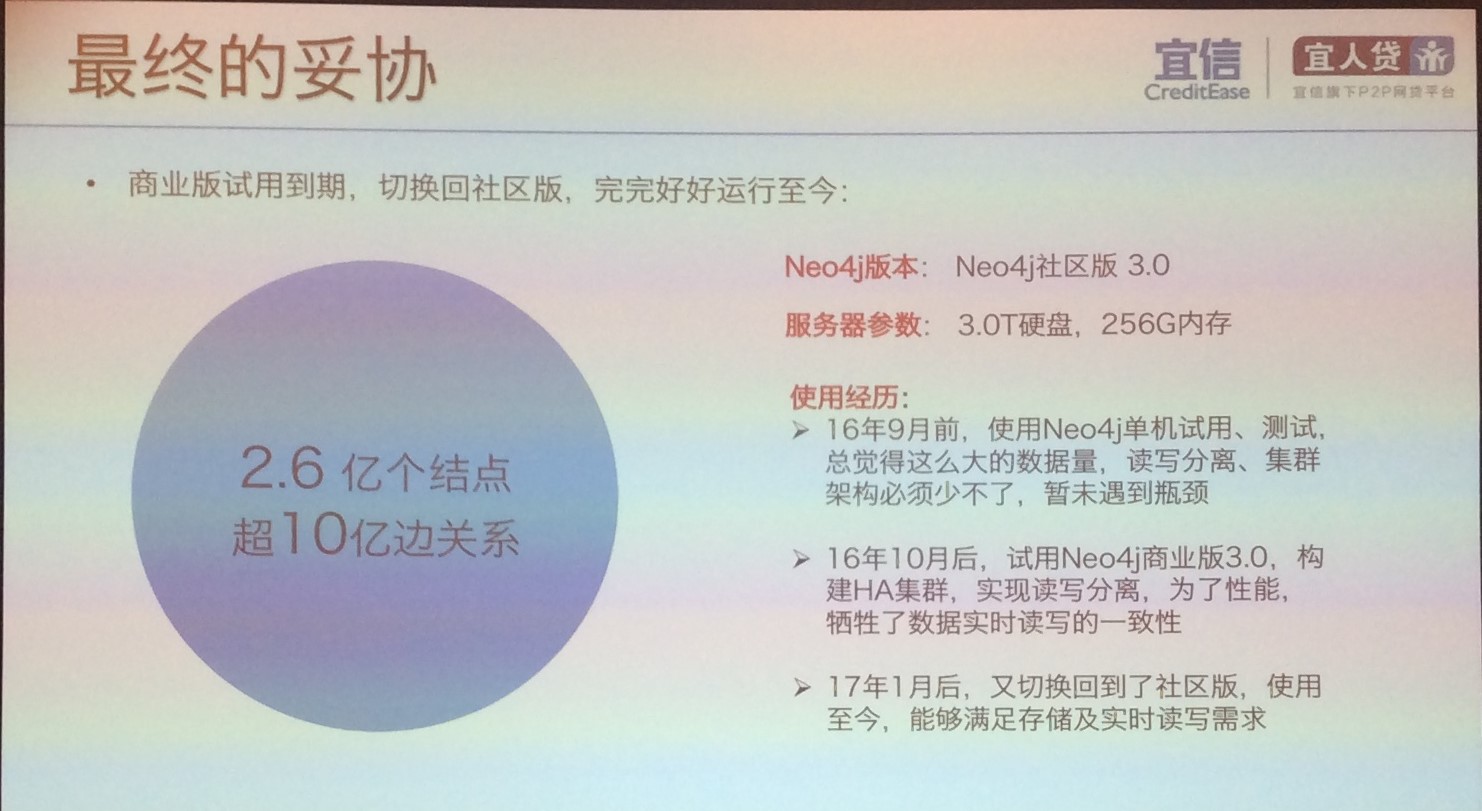 最终的妥协
宜信
CreditEase
宜人贷
宜信旗下P2P网贷平台
• 商业版试用到期，切换回社区版，完完好好运行至今：
2.6 亿个结点
超10亿边关系
Neo4j版本： Neo4j社区版 3.0
服务器参数： 3.0T硬盘，256G内存
使用经历：
➢ 16年9月前，使用Neo4j单机试用、测试，
总觉得这么大的数据量，读写分离、集群
架构必须少不了，暂未遇到瓶颈
➢ 16年10月后，试用Neo4j商业版3.0，构
建HA集群，实现读写分离，为了性能，
牺牲了数据实时读写的一致性
➢ 17年1月后，又切换回到了社区版，使用
至今，能够满足存储及实时读写需求